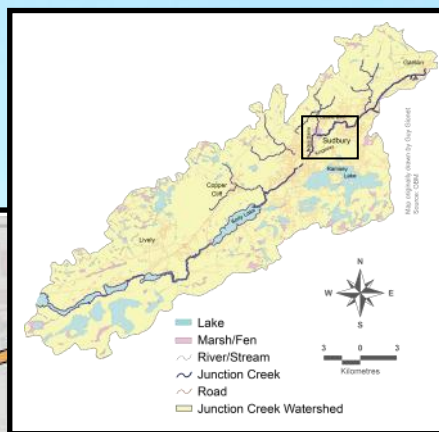 Garson
Sudbury
Ramsey
Lake
Copper
Cliff
Kelly Lake
Lively
Map originally drawn by Guy Dionet
Source: OBM
N
W E
S
Lake
Marsh/Fen
River/Stream
Junction Creek
Road
Junction Creek Watershed
3 0 3
Kilometres